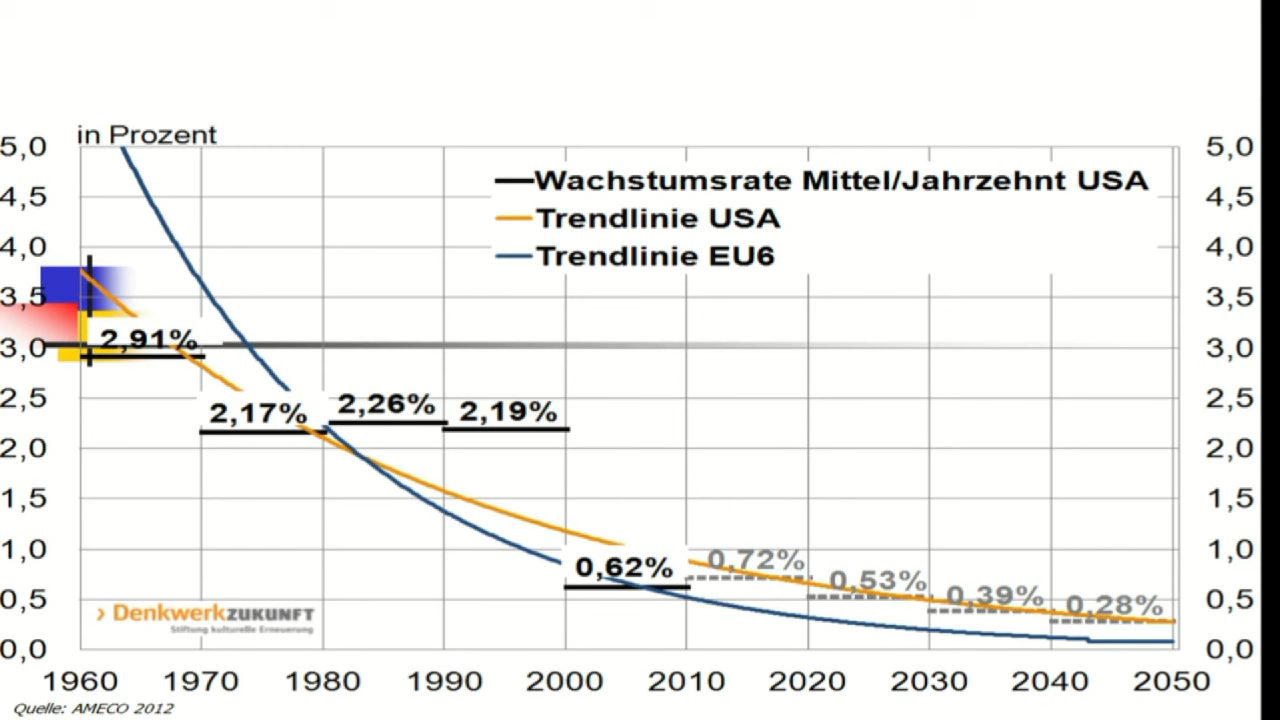 in Prozent
5,0 5,0
Wachstumsrate Mittel/Jahrzehnt USA
4,5 4,5
Trendlinie USA
4,0 4,0
Trendlinie EU6
3,5 3,5
2,91%
3,0 3,0
2,5 2,5
2,17% 2,26% 2,19%
2,0 2,0
1,5 1,5
1,0 1,0
0,62% 0,72% 0,53% 0,39% 0,28%
0,5 0,5
› DenkwerkZUKUNFT
Stiftung kulturelle Erneuerung
0,0 0,0
1960 1970 1980 1990 2000 2010 2020 2030 2040 2050
Quelle: AMECO 2012